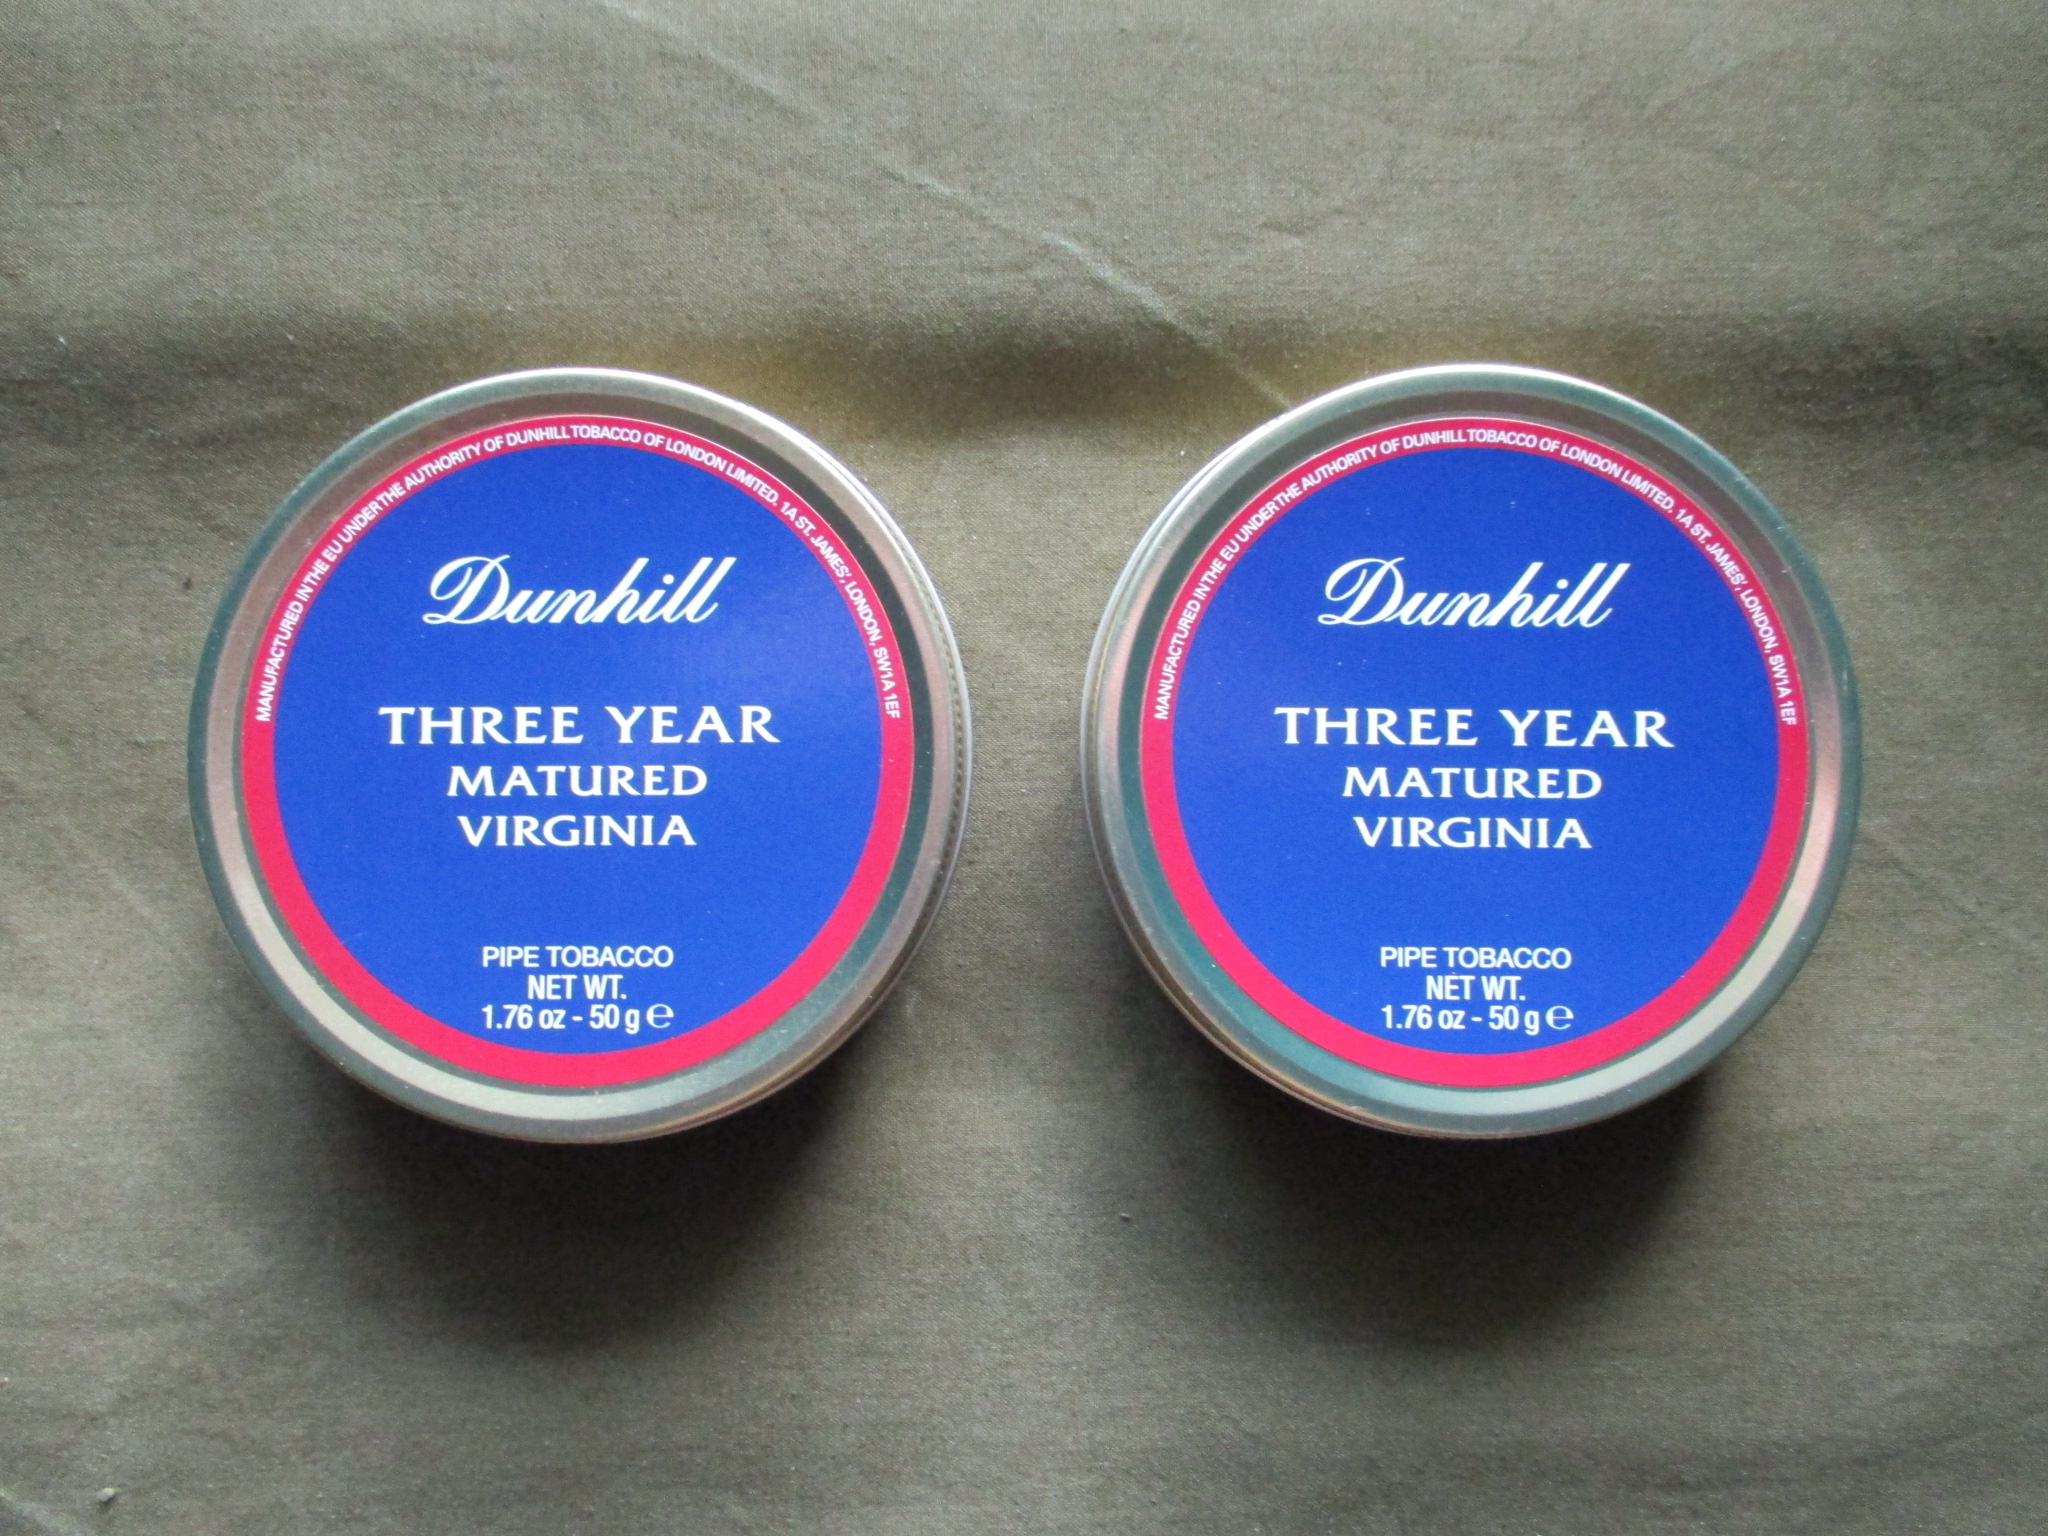 MANUFACTURED IN THE EU UNDER THE AUTHORITY OF DUNHILL TOBACCO OF LONDON LIMITED. 1A ST. JAMES', LONDON, SW1A 1EF
Dunhill
THREE YEAR
MATURED
VIRGINIA
PIPE TOBACCO
NET WT.
1.76 oz - 50 g ℮
MANUFACTURED IN THE EU UNDER THE AUTHORITY OF DUNHILL TOBACCO OF LONDON LIMITED. 1A ST. JAMES', LONDON, SW1A 1EF
Dunhill
THREE YEAR
MATURED
VIRGINIA
PIPE TOBACCO
NET WT.
1.76 oz - 50 g ℮